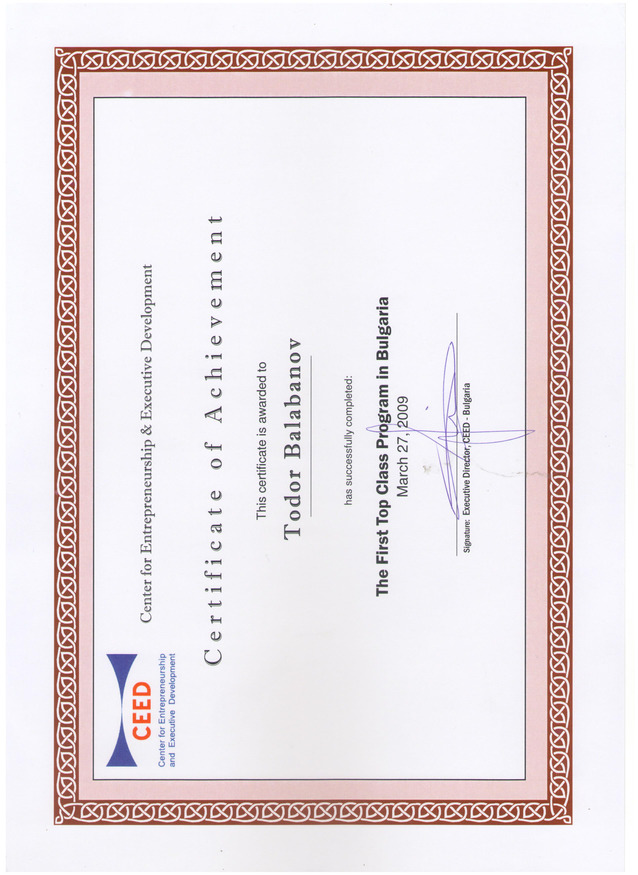 CEED
Center for Entrepreneurship
and Executive Development
Center for Entrepreneurship & Executive Development
Certificate of Achievement
This certificate is awarded to
Todor Balabanov
has successfully completed:
The First Top Class Program in Bulgaria
March 27, 2009
Signature: Executive Director, CEED - Bulgaria